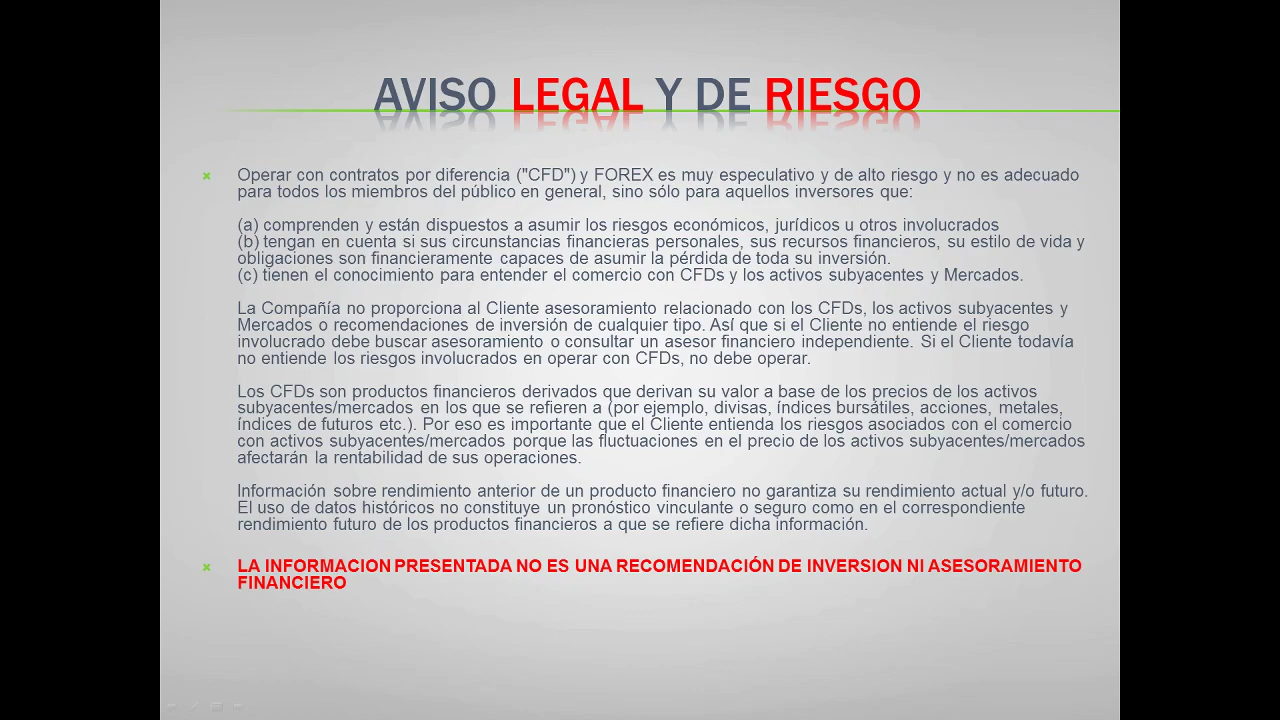 AVISO LEGAL Y DE RIESGO
Operar con contratos por diferencia ("CFD") y FOREX es muy especulativo y de alto riesgo y no es adecuado
para todos los miembros del público en general, sino sólo para aquellos inversores que:
(a) comprenden y están dispuestos a asumir los riesgos económicos, jurídicos u otros involucrados
(b) tengan en cuenta si sus circunstancias financieras personales, sus recursos financieros, su estilo de vida y
obligaciones son financieramente capaces de asumir la pérdida de toda su inversión.
(c) tienen el conocimiento para entender el comercio con CFDs y los activos subyacentes y Mercados.
La Compañía no proporciona al Cliente asesoramiento relacionado con los CFDs, los activos subyacentes y
Mercados o recomendaciones de inversión de cualquier tipo. Así que si el Cliente no entiende el riesgo
involucrado debe buscar asesoramiento o consultar un asesor financiero independiente. Si el Cliente todavía
no entiende los riesgos involucrados en operar con CFDs, no debe operar.
Los CFDs son productos financieros derivados que derivan su valor a base de los precios de los activos
subyacentes/mercados en los que se refieren a (por ejemplo, divisas, índices bursátiles, acciones, metales,
índices de futuros etc.). Por eso es importante que el Cliente entienda los riesgos asociados con el comercio
con activos subyacentes/mercados porque las fluctuaciones en el precio de los activos subyacentes/mercados
afectarán la rentabilidad de sus operaciones.
Información sobre rendimiento anterior de un producto financiero no garantiza su rendimiento actual y/o futuro.
El uso de datos históricos no constituye un pronóstico vinculante o seguro como en el correspondiente
rendimiento futuro de los productos financieros a que se refiere dicha información.
LA INFORMACION PRESENTADA NO ES UNA RECOMENDACIÓN DE INVERSION NI ASESORAMIENTO
FINANCIERO